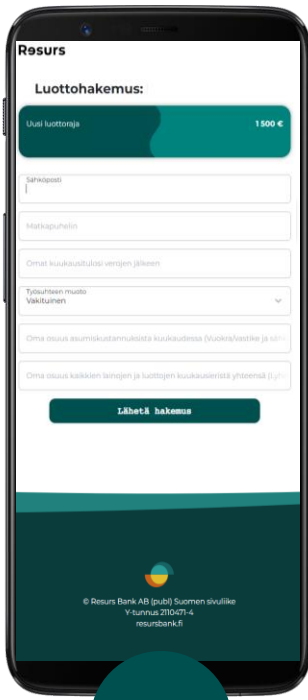 Resurs
Luottohakemus:
Uusi luottoraja 1 500 €
Sähköposti
Matkapuhelin
Omat kuukausitulosi verojen jälkeen
Työsuhteen muoto
Vakituinen
Oma osuus asumiskustannuksista kuukaudessa (Vuokra/vastike ja
Oma osuus kaikkien lainojen ja luottojen kuukausieristä yhteensä
Lähetä hakemus
© Resurs Bank AB (publ) Suomen sivuliike
Y-tunnus 2110471-4
resursbank.fi